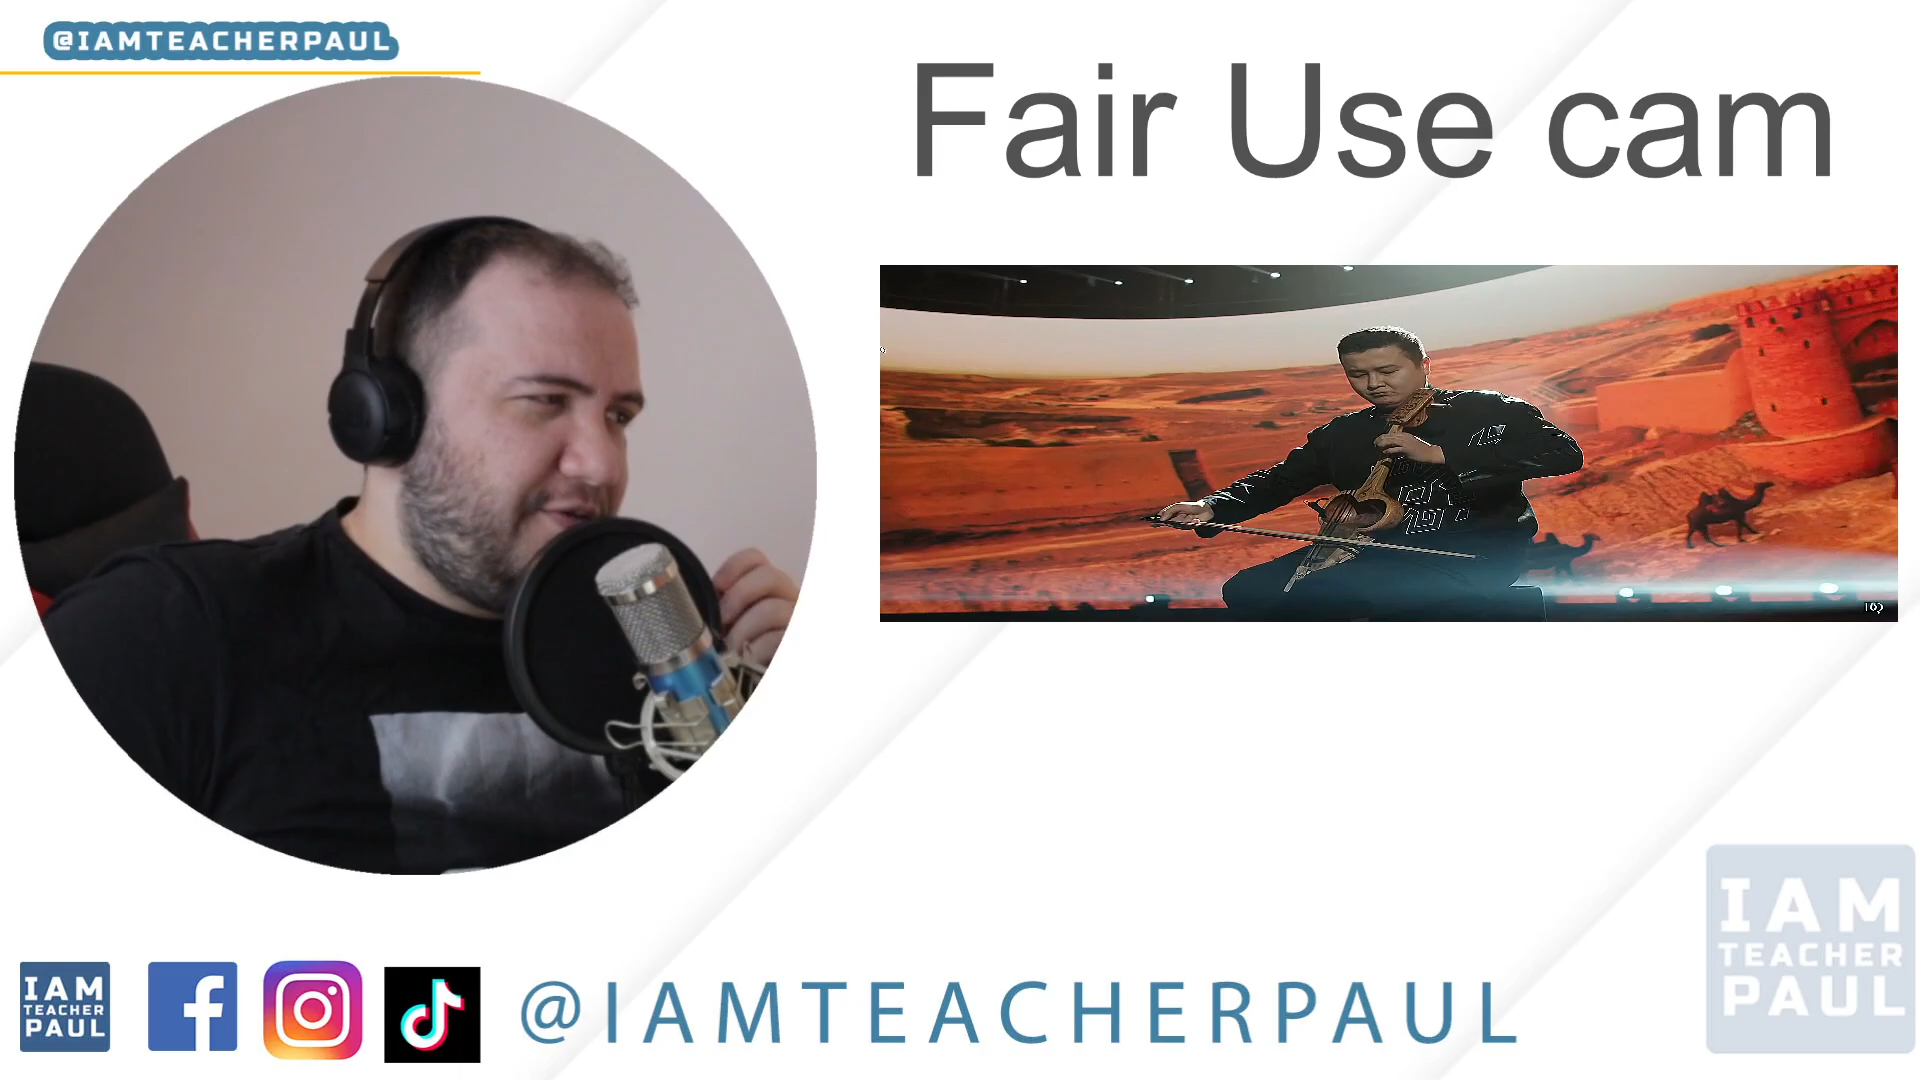 @IAMTEACHERPAUL
Fair Use cam
IAM
TEACHER
PAUL
@IAMTEACHERPAUL
IAM
TEACHER
PAUL